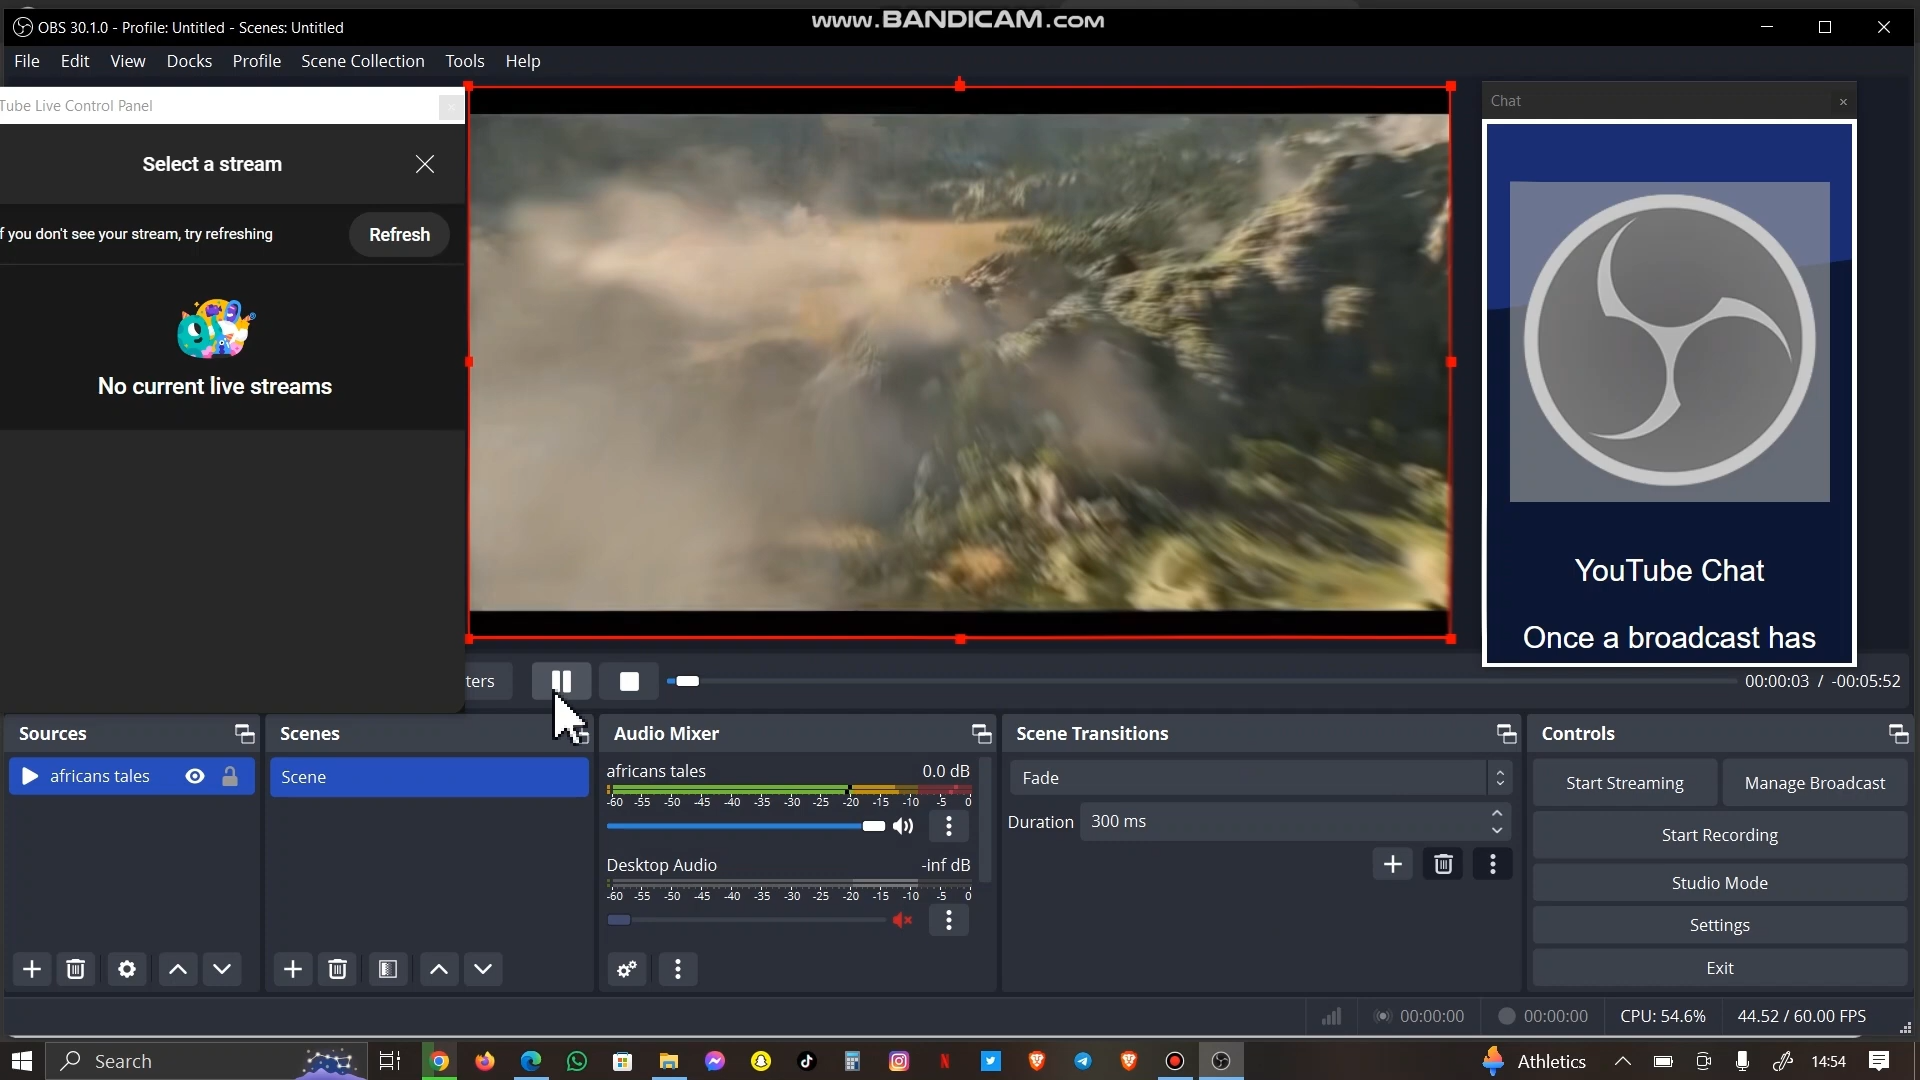 www.BANDICAM.com
OBS 30.1.0 - Profile: Untitled - Scenes: Untitled
File Edit View Docks Profile Scene Collection Tools Help
Tube Live Control Panel
Select a stream
f you don't see your stream, try refreshing
Refresh
No current live streams
Chat
YouTube Chat
Once a broadcast has
ters
00:00:03 / -00:05:52
Sources
africans tales
Scenes
Scene
Audio Mixer
africans tales 0.0 dB
-60 -55 -50 -45 -40 -35 -30 -25 -20 -15 -10 -5 0
Desktop Audio -inf dB
-60 -55 -50 -45 -40 -35 -30 -25 -20 -15 -10 -5 0
Scene Transitions
Fade
Duration 300 ms
Controls
Start Streaming Manage Broadcast
Start Recording
Studio Mode
Settings
Exit
00:00:00 00:00:00 CPU: 54.6% 44.52 / 60.00 FPS
Search
Athletics
14:54